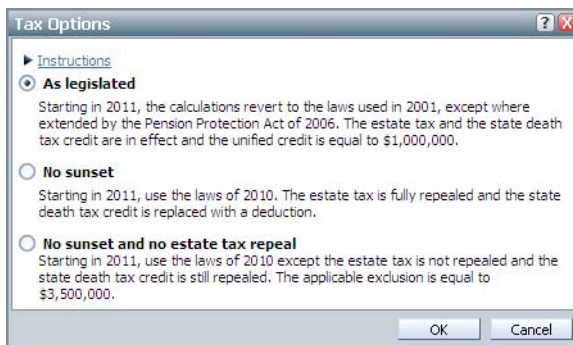 Tax Options
Instructions
As legislated
Starting in 2011, the calculations revert to the laws used in 2001, except where
extended by the Pension Protection Act of 2006. The estate tax and the state death
tax credit are in effect and the unified credit is equal to $1,000,000.
No sunset
Starting in 2011, use the laws of 2010. The estate tax is fully repealed and the state
death tax credit is replaced with a deduction.
No sunset and no estate tax repeal
Starting in 2011, use the laws of 2010 except the estate tax is not repealed and the
state death tax credit is still repealed. The applicable exclusion is equal to
$3,500,000.
OK Cancel